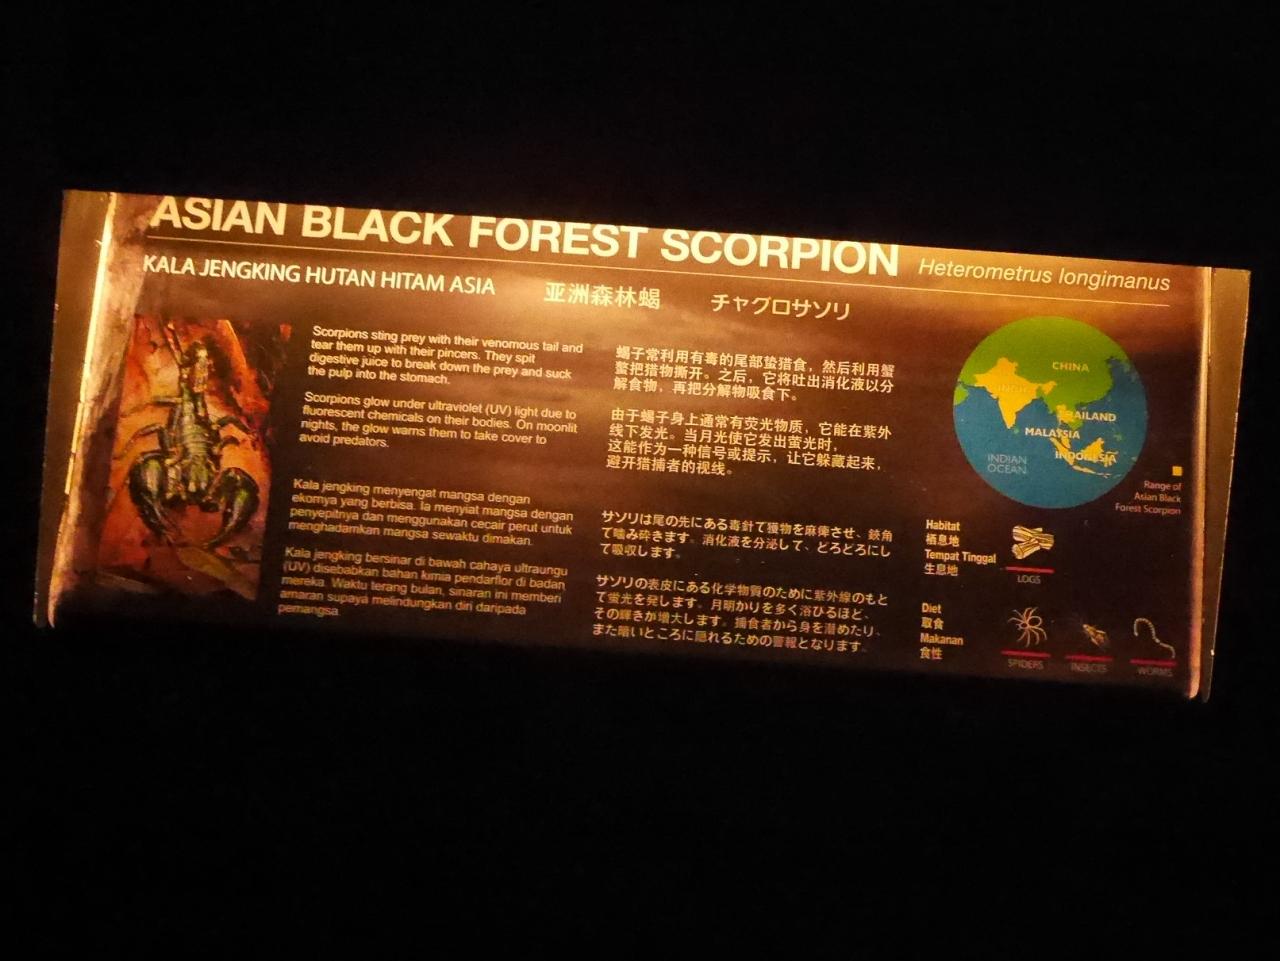 ASIAN BLACK FOREST SCORPION
Heterometrus longimanus
KALA JENGKING HUTAN HITAM ASIA
亚洲森林蝎
チャグロサソリ
Scorpions sting prey with their venomous tail and
tear them up with their pincers. They spit
digestive juice to break down the prey and suck
the pulp into the stomach.
Scorpions glow under ultraviolet (UV) light due to
fluorescent chemicals on their bodies. On moonlit
nights, the glow warns them to take cover to
avoid predators.
Kala jengking menyengat mangsa dengan
ekornya yang berbisa. Ia menyiat mangsa dengan
penyepitnya dan menggunakan cecair perut untuk
menghadamkan mangsa sewaktu dimakan.
Kala jengking bersinar di bawah cahaya ultraungu
(UV) disebabkan bahan kimia pendarflor di badan
mereka. Waktu terang bulan, sinaran ini memberi
amaran supaya melindungkan diri daripada
pemangsa.
蝎子常利用有毒的尾部蛰猎食，然后利用蟹
螯把猎物撕开。之后，它将吐出消化液以分
解食物，再把分解物吸食下。
由于蝎子身上通常有荧光物质，它能在紫外
线下发光。当月光使它发出萤光时，
这能作为一种信号或提示，让它躲藏起来，
避开猎捕者的视线。
サソリは尾の先にある毒針で獲物を麻痺させ、鋏角
で噛み砕きます。消化液を分泌して、どろどろにし
て吸収します。
サソリの表皮にある化学物質のために紫外線のもと
で蛍光を発します。月明かりを多く浴びるほど、
その輝さが増大します。捕食者から身を潜めたり、
また暗いところに隠れるための警報となります。
CHINA
INDIA
THAILAND
MALAYSIA
INDONESIA
INDIAN
OCEAN
Range of
Asian Black
Forest Scorpion
Habitat
栖息地
Tempat Tinggal
生息地
LOGS
Diet
取食
Makanan
食性
SPIDERS
INSECTS
WORMS